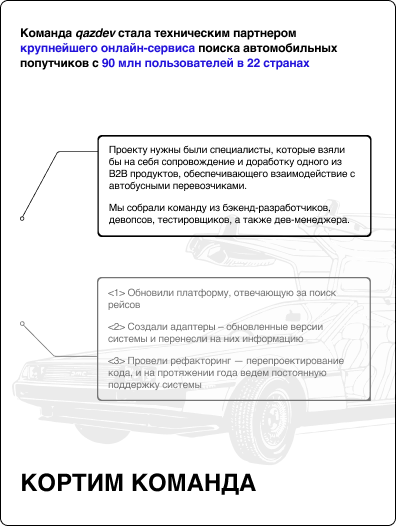 Команда qazdev стала техническим партнером
крупнейшего онлайн-сервиса поиска автомобильных
попутчиков с 90 млн пользователей в 22 странах
Проекту нужны были специалисты, которые взяли
бы на себя сопровождение и доработку одного из
B2B продуктов, обеспечивающего взаимодействие с
автобусными перевозчиками.
Мы собрали команду из бэкенд-разработчиков,
девопсов, тестировщиков, а также дев-менеджера.
<1> Обновили платформу, отвечающую за поиск
рейсов
<2> Создали адаптеры – обновленные версии
системы и перенесли на них информацию
<3> Провели рефакторинг — перепроектирование
кода, и на протяжении года ведем постоянную
поддержку системы
КОРТИМ КОМАНДА